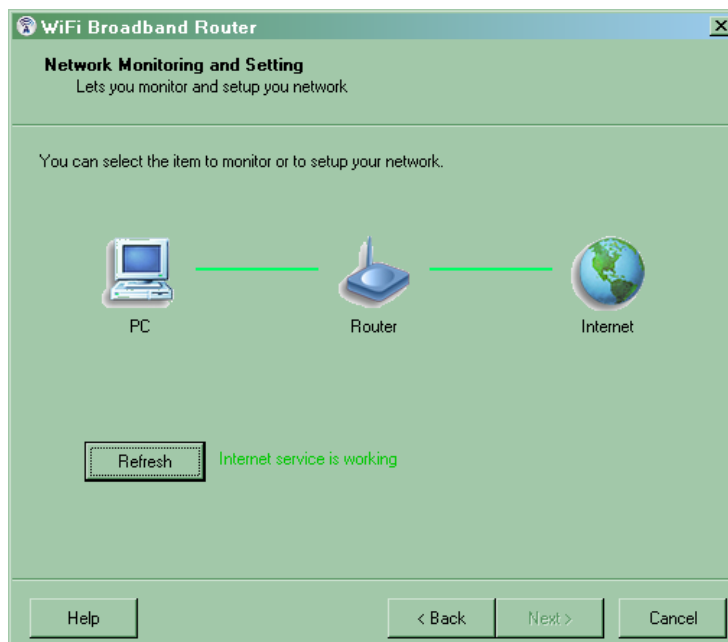 WiFi Broadband Router
Network Monitoring and Setting
Lets you monitor and setup you network
You can select the item to monitor or to setup your network.
PC Router Internet
Refresh Internet service is working
Help < Back Next > Cancel